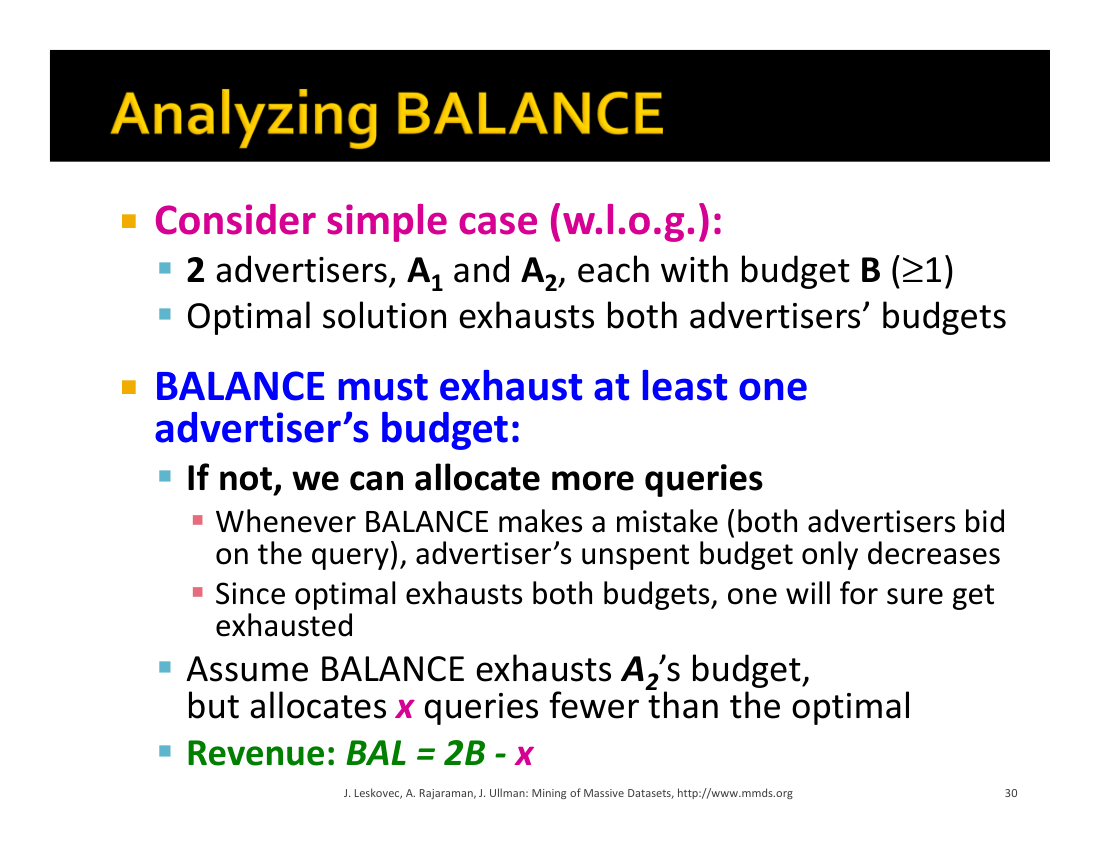 Analyzing BALANCE
Consider simple case (w.l.o.g.):
2 advertisers, A1 and A2, each with budget B (≥1)
Optimal solution exhausts both advertisers’ budgets
BALANCE must exhaust at least one
advertiser’s budget:
If not, we can allocate more queries
Whenever BALANCE makes a mistake (both advertisers bid
on the query), advertiser’s unspent budget only decreases
Since optimal exhausts both budgets, one will for sure get
exhausted
Assume BALANCE exhausts A2’s budget,
but allocates x queries fewer than the optimal
Revenue: BAL = 2B - x
J. Leskovec, A. Rajaraman, J. Ullman: Mining of Massive Datasets, http://www.mmds.org
30